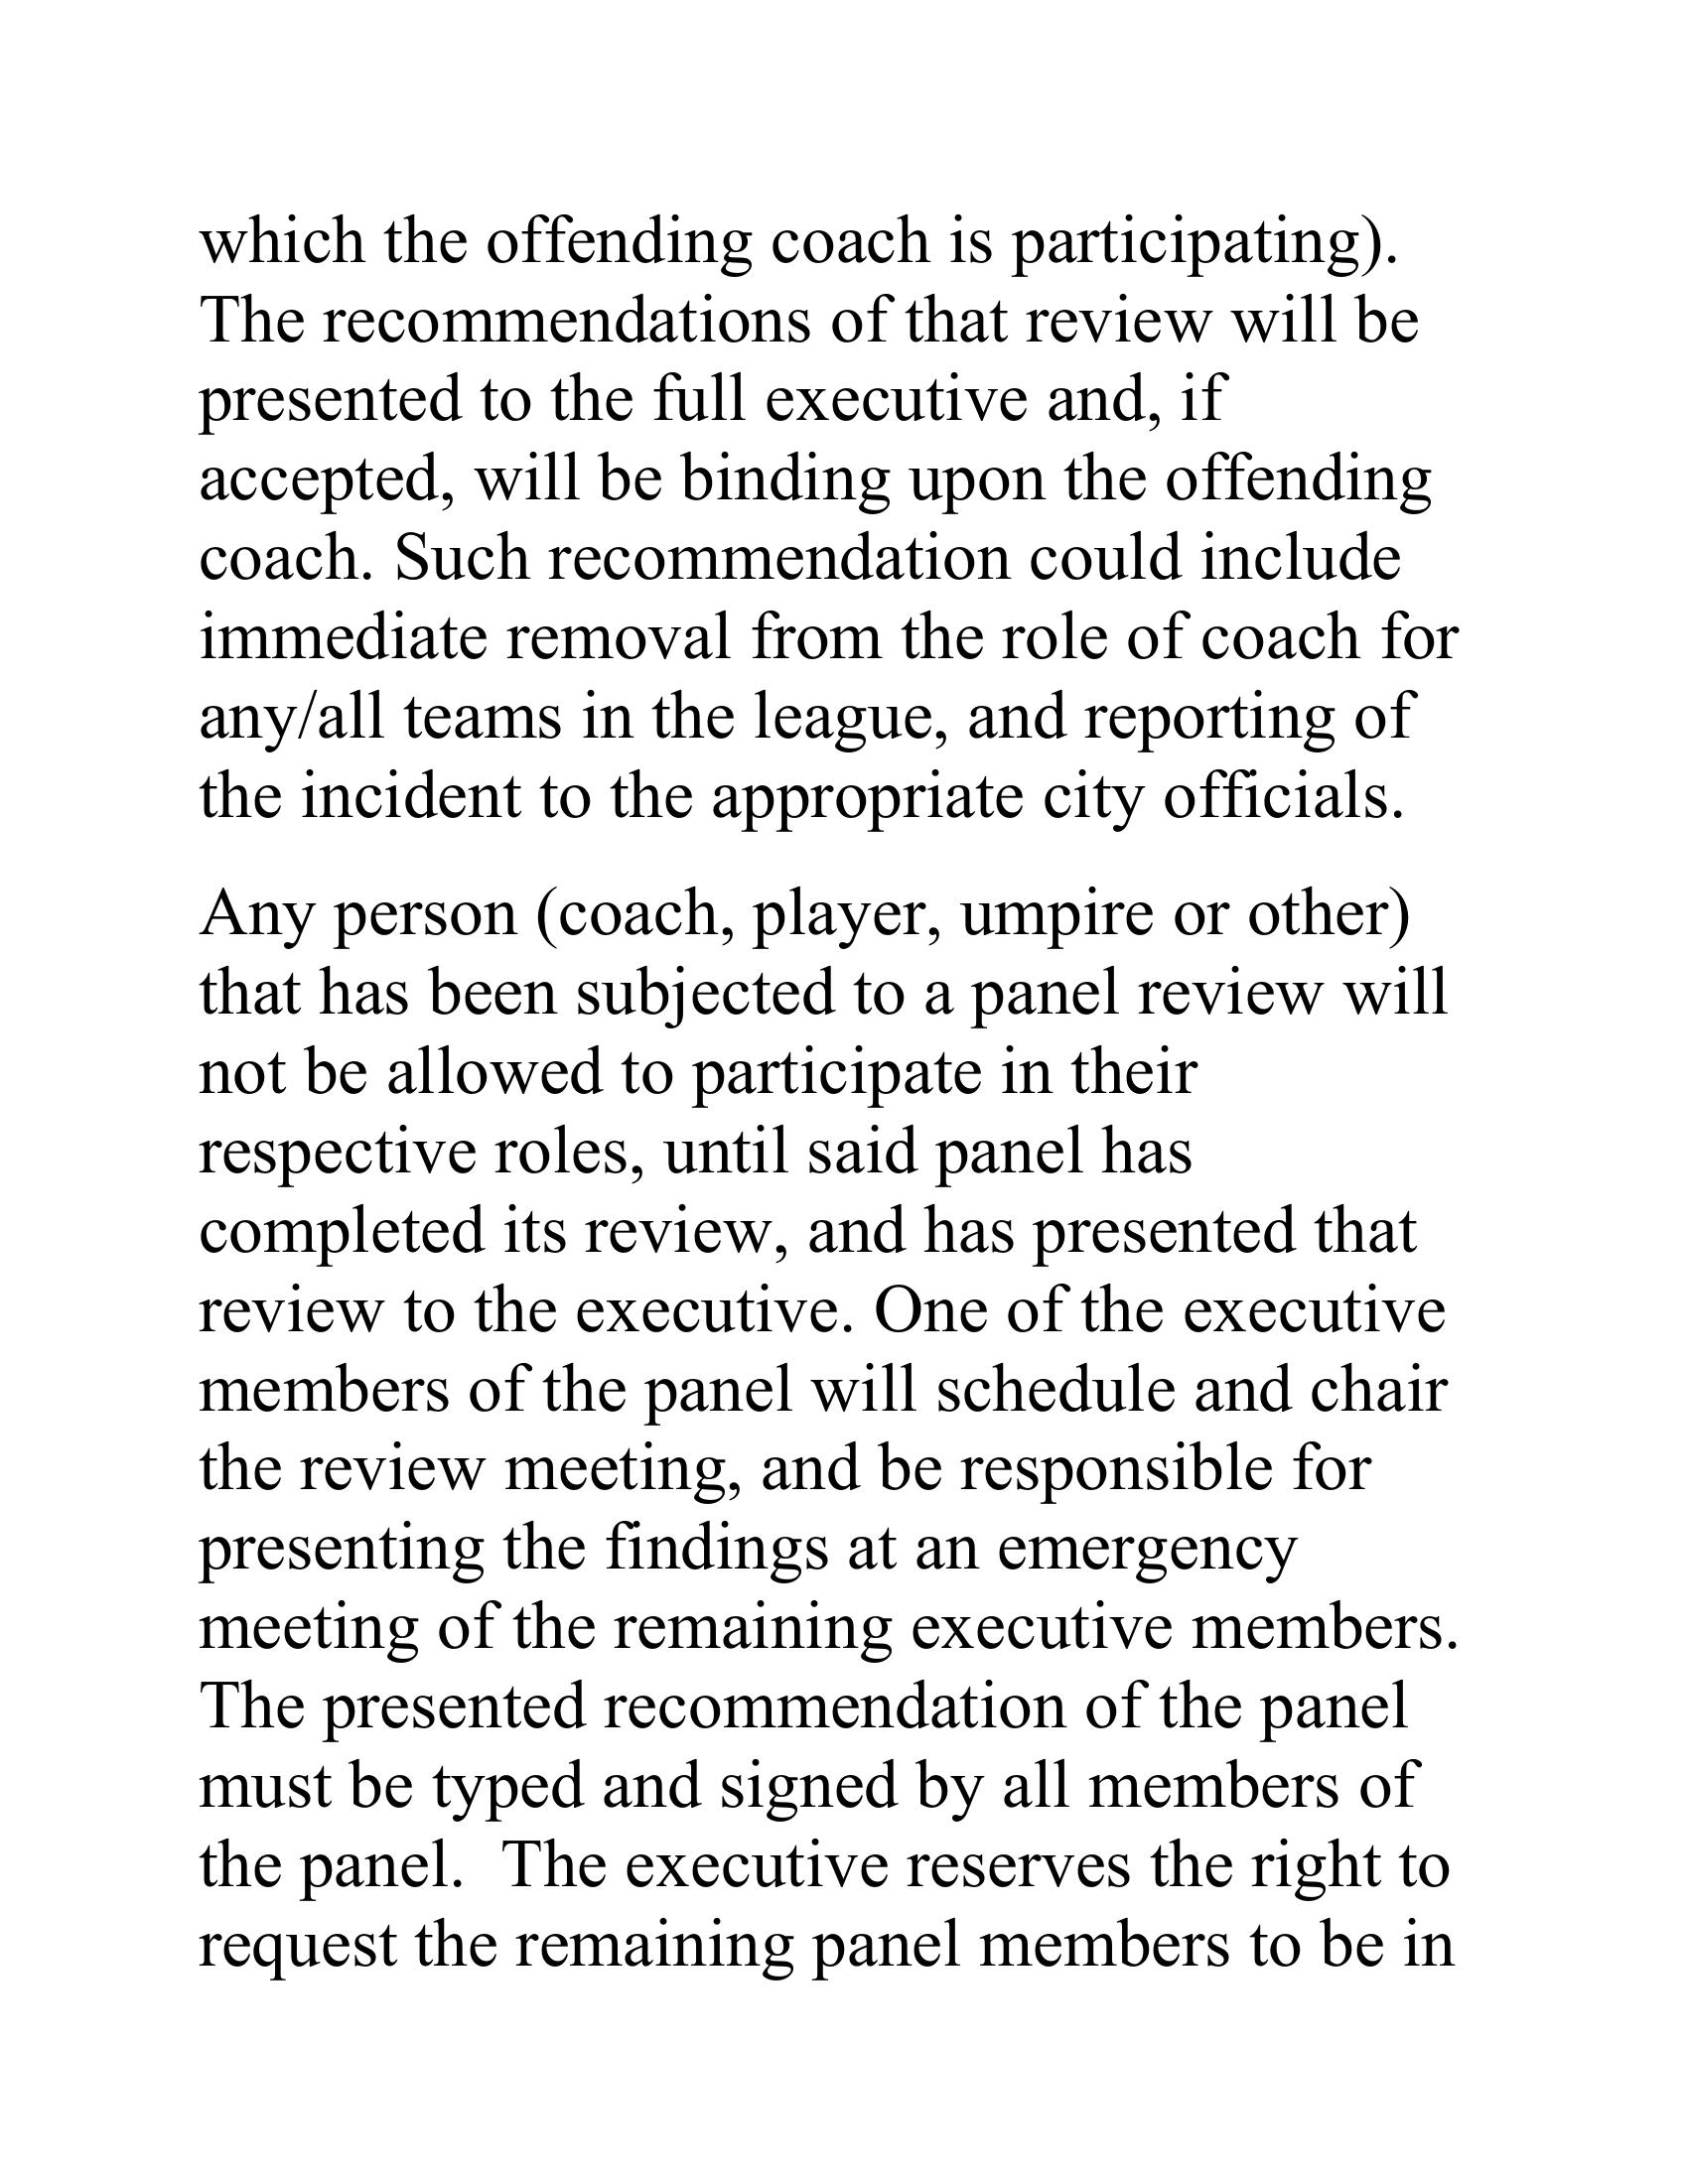 which the offending coach is participating).
The recommendations of that review will be
presented to the full executive and, if
accepted, will be binding upon the offending
coach. Such recommendation could include
immediate removal from the role of coach for
any/all teams in the league, and reporting of
the incident to the appropriate city officials.
Any person (coach, player, umpire or other)
that has been subjected to a panel review will
not be allowed to participate in their
respective roles, until said panel has
completed its review, and has presented that
review to the executive. One of the executive
members of the panel will schedule and chair
the review meeting, and be responsible for
presenting the findings at an emergency
meeting of the remaining executive members.
The presented recommendation of the panel
must be typed and signed by all members of
the panel.  The executive reserves the right to
request the remaining panel members to be in